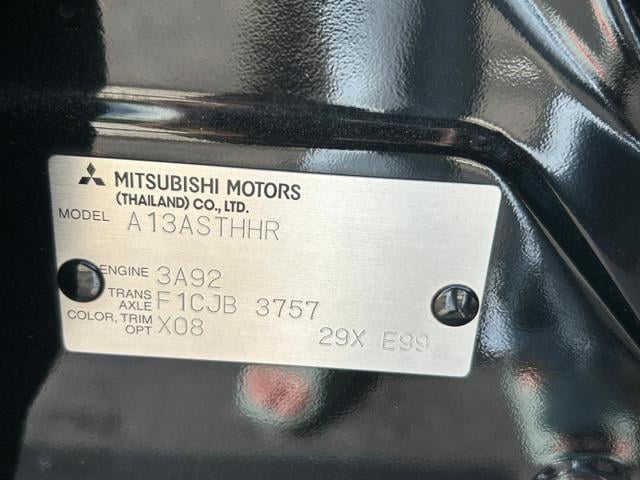 MITSUBISHI MOTORS
(THAILAND) CO., LTD.
MODEL A13ASTHHR
ENGINE 3A92
TRANS AXLE F1CJB 3757
COLOR, TRIM OPT X08 29X E99